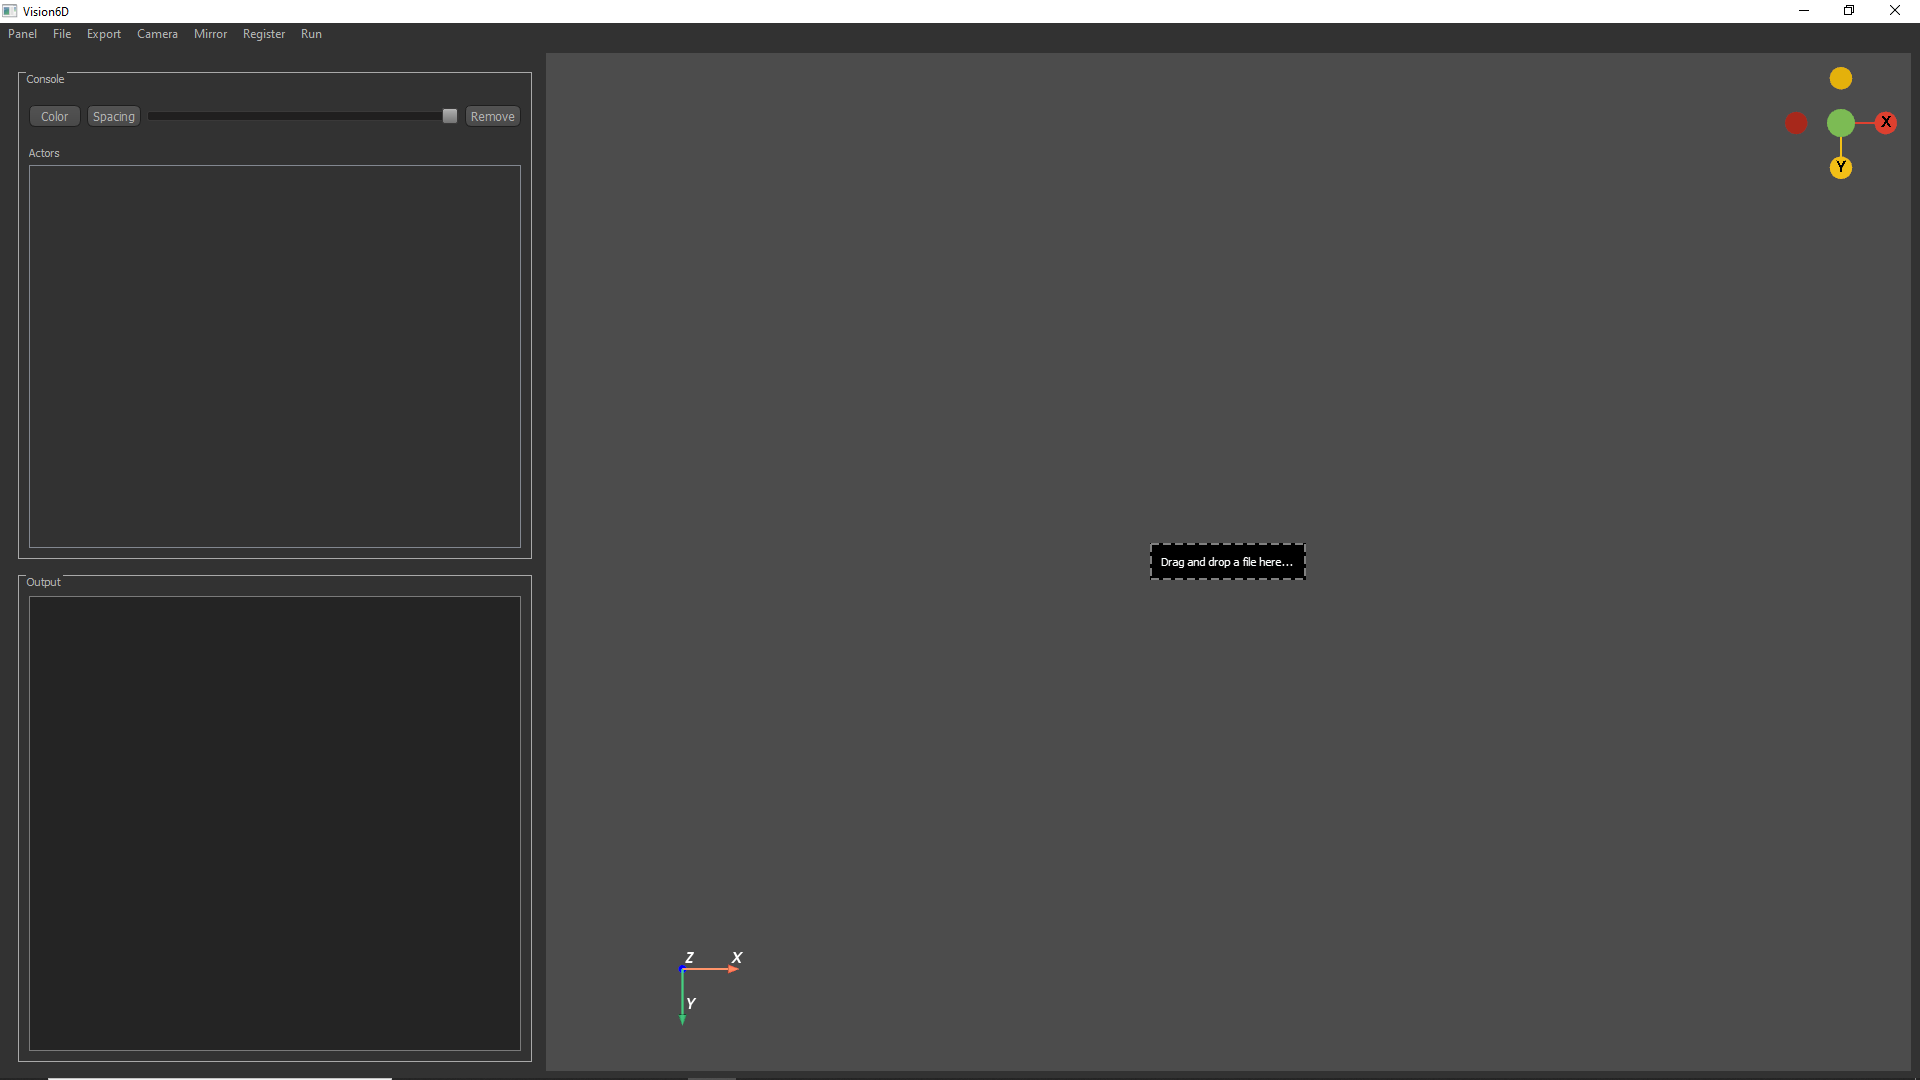 Vision6D
Panel File Export Camera Mirror Register Run
Console
Color Spacing Remove
Actors
Output
X
Y
Drag and drop a file here...
Z X
Y